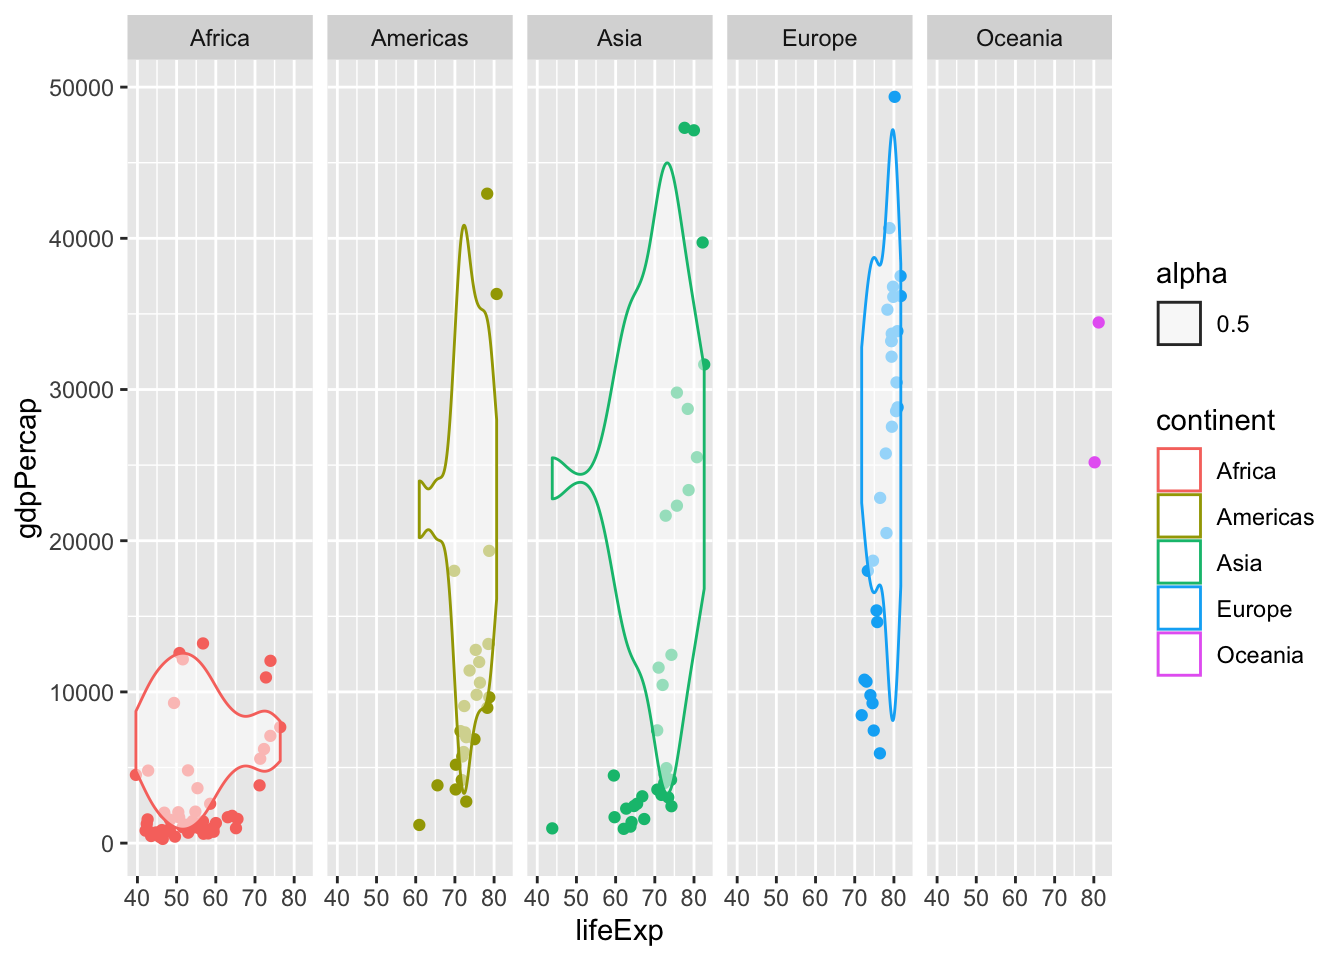 Africa Americas Asia Europe Oceania
50000
40000
30000
20000
10000
0
gdpPercap
40 50 60 70 80 40 50 60 70 80 40 50 60 70 80 40 50 60 70 80 40 50 60 70 80
lifeExp
alpha
0.5
continent
Africa
Americas
Asia
Europe
Oceania